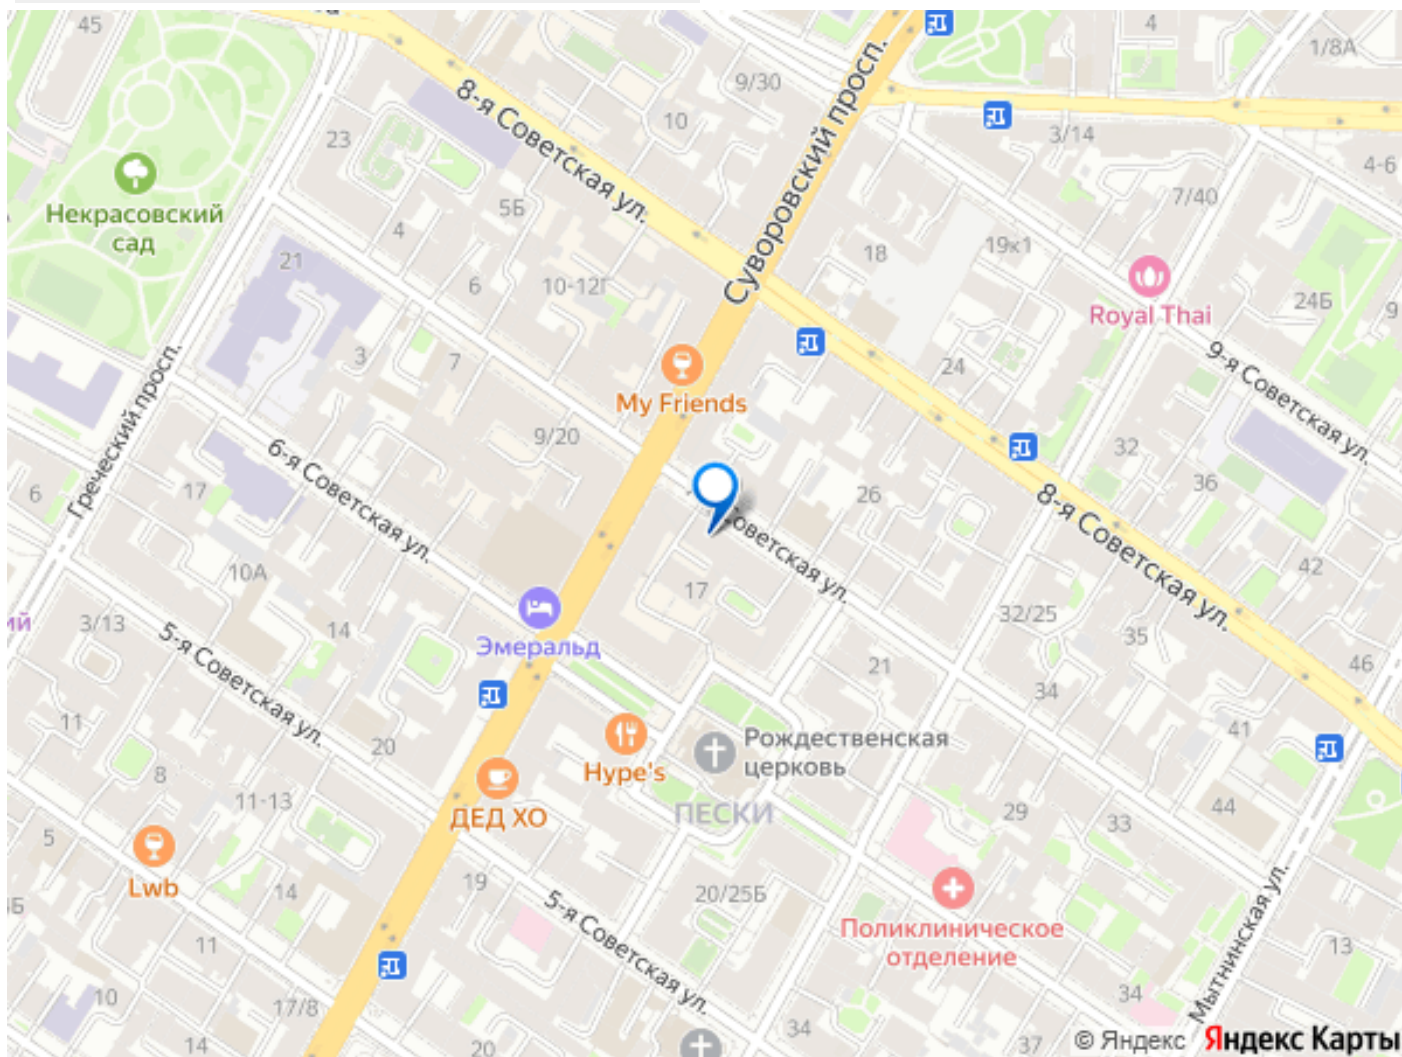 45
4
1/8А
9/30
8-я Советская ул.
10
3/14
23
Суворовский просп.
4-6
Некрасовский
сад
5Б
7/40
4
18
19к1
21
6
10-12Г
Royal Thai
24Б
9
3
7
24
9-я Советская ул.
My Friends
Греческий просп.
9/20
6-я Советская ул.
32
6
17
26
36
8-я Советская ул.
Советская ул.
10А
17
42
3/13
14
32/25
35
ий
5-я Советская ул.
Эмеральд
21
46
34
11
20
41
Рождественская
церковь
8
Hype's
11-13
ДЕД ХО
ПЕСКИ
29
33
44
5
Lwb
14
19
20/25Б
5-я Советская ул.
Поликлиническое
отделение
Мытнинская ул.
5Б
11
13
10
17/8
34
34
14
20
37
© Яндекс Яндекс Карты